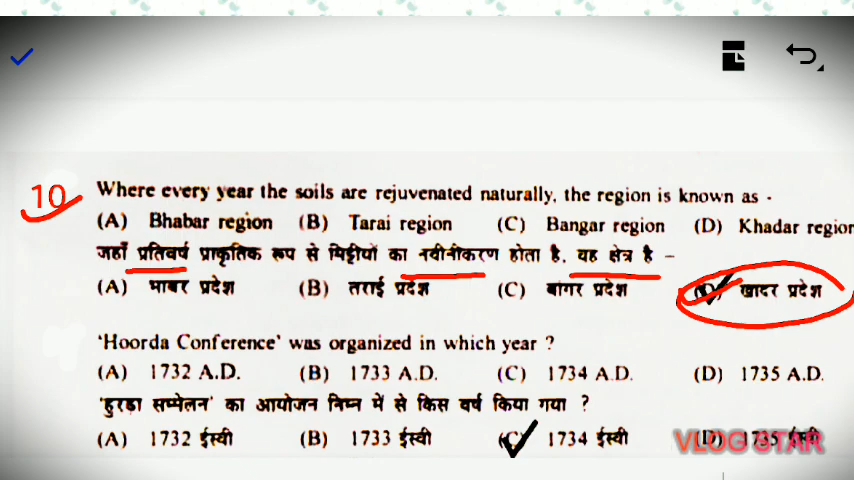 10 Where every year the soils are rejuvenated naturally, the region is known as -
(A) Bhabar region (B) Tarai region (C) Bangar region (D) Khadar region
जहाँ प्रतिवर्ष प्राकृतिक रूप से मिट्टीयों का नवीनीकरण होता है, यह क्षेत्र है –
(A) भाबर प्रदेश (B) तराई प्रदेश (C) बांगर प्रदेश (D) खादर प्रदेश
'Hoorda Conference' was organized in which year ?
(A) 1732 A.D. (B) 1733 A.D. (C) 1734 A.D. (D) 1735 A.D.
'हुरडा सम्मेलन' का आयोजन निम्न में से किस वर्ष किया गया ?
(A) 1732 ईस्वी (B) 1733 ईस्वी (C) 1734 ईस्वी (D) 1735 ईस्वी
VLOG STAR